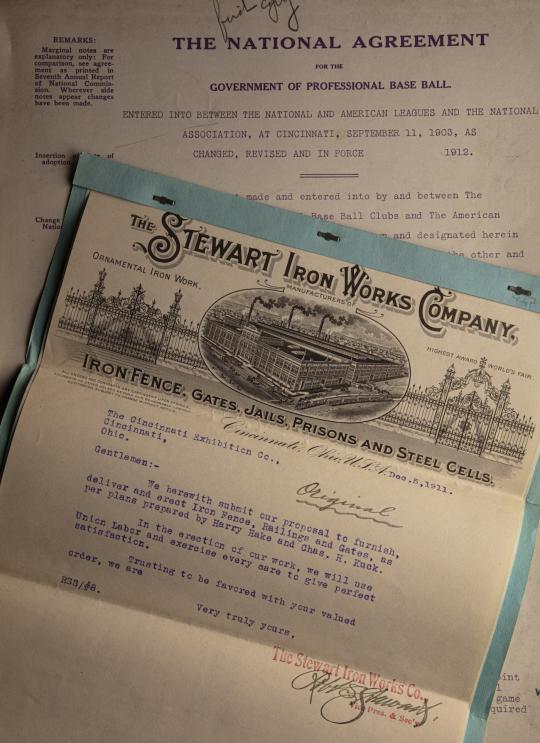 REMARKS:
Marginal notes are
explanatory only: For
comparison, see agree-
ment as printed in
Seventh Annual Report
of National Commis-
sion. Wherever side
notes appear changes
have been made.
THE NATIONAL AGREEMENT
FOR THE
GOVERNMENT OF PROFESSIONAL BASE BALL.
ENTERED INTO BETWEEN THE NATIONAL AND AMERICAN LEAGUES AND THE NATIONAL
ASSOCIATION, AT CINCINNATI, SEPTEMBER 11, 1903, AS
CHANGED, REVISED AND IN FORCE 1912.
Insertion of
adoption
made and entered into by and between The
Base Ball Clubs and The American
and designated herein
other and
Change
Natio
THE STEWART IRON WORKS COMPANY,
MANUFACTURERS OF
ORNAMENTAL IRON WORK.
HIGHEST AWARD WORLD'S FAIR.
IRON FENCE, GATES, JAILS, PRISONS AND STEEL CELLS.
Cincinnati, Ohio, U.S.A. Dec.5,1911.
The Cincinnati Exhibition Co.,
Cincinnati,
Ohio.
Original
Gentlemen:-
We herewith submit our proposal to furnish,
deliver and erect Iron Fence, Railings and Gates, as
per plans prepared by Harry Hake and Chas. H. Kuck.
In the erection of our work, we will use
Union Labor and exercise every care to give perfect
satisfaction.
Trusting to be favored with your valued
order, we are
Very truly yours,
RSS/#6.
The Stewart Iron Works Co.,
Vice Pres. & Sec'y.
oint
game
quired